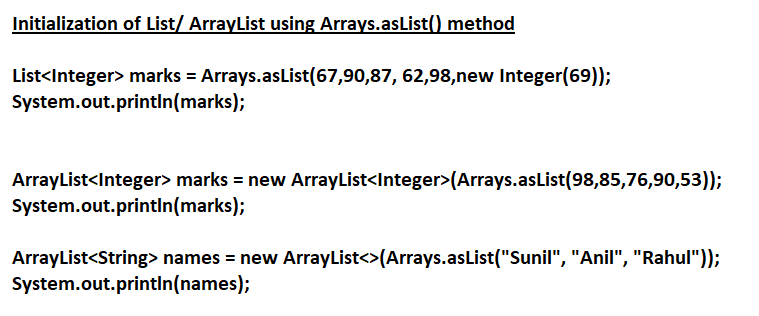 Initialization of List/ ArrayList using Arrays.asList() method
List<Integer> marks = Arrays.asList(67,90,87, 62,98,new Integer(69));
System.out.println(marks);
ArrayList<Integer> marks = new ArrayList<Integer>(Arrays.asList(98,85,76,90,53));
System.out.println(marks);
ArrayList<String> names = new ArrayList<>(Arrays.asList("Sunil", "Anil", "Rahul"));
System.out.println(names);